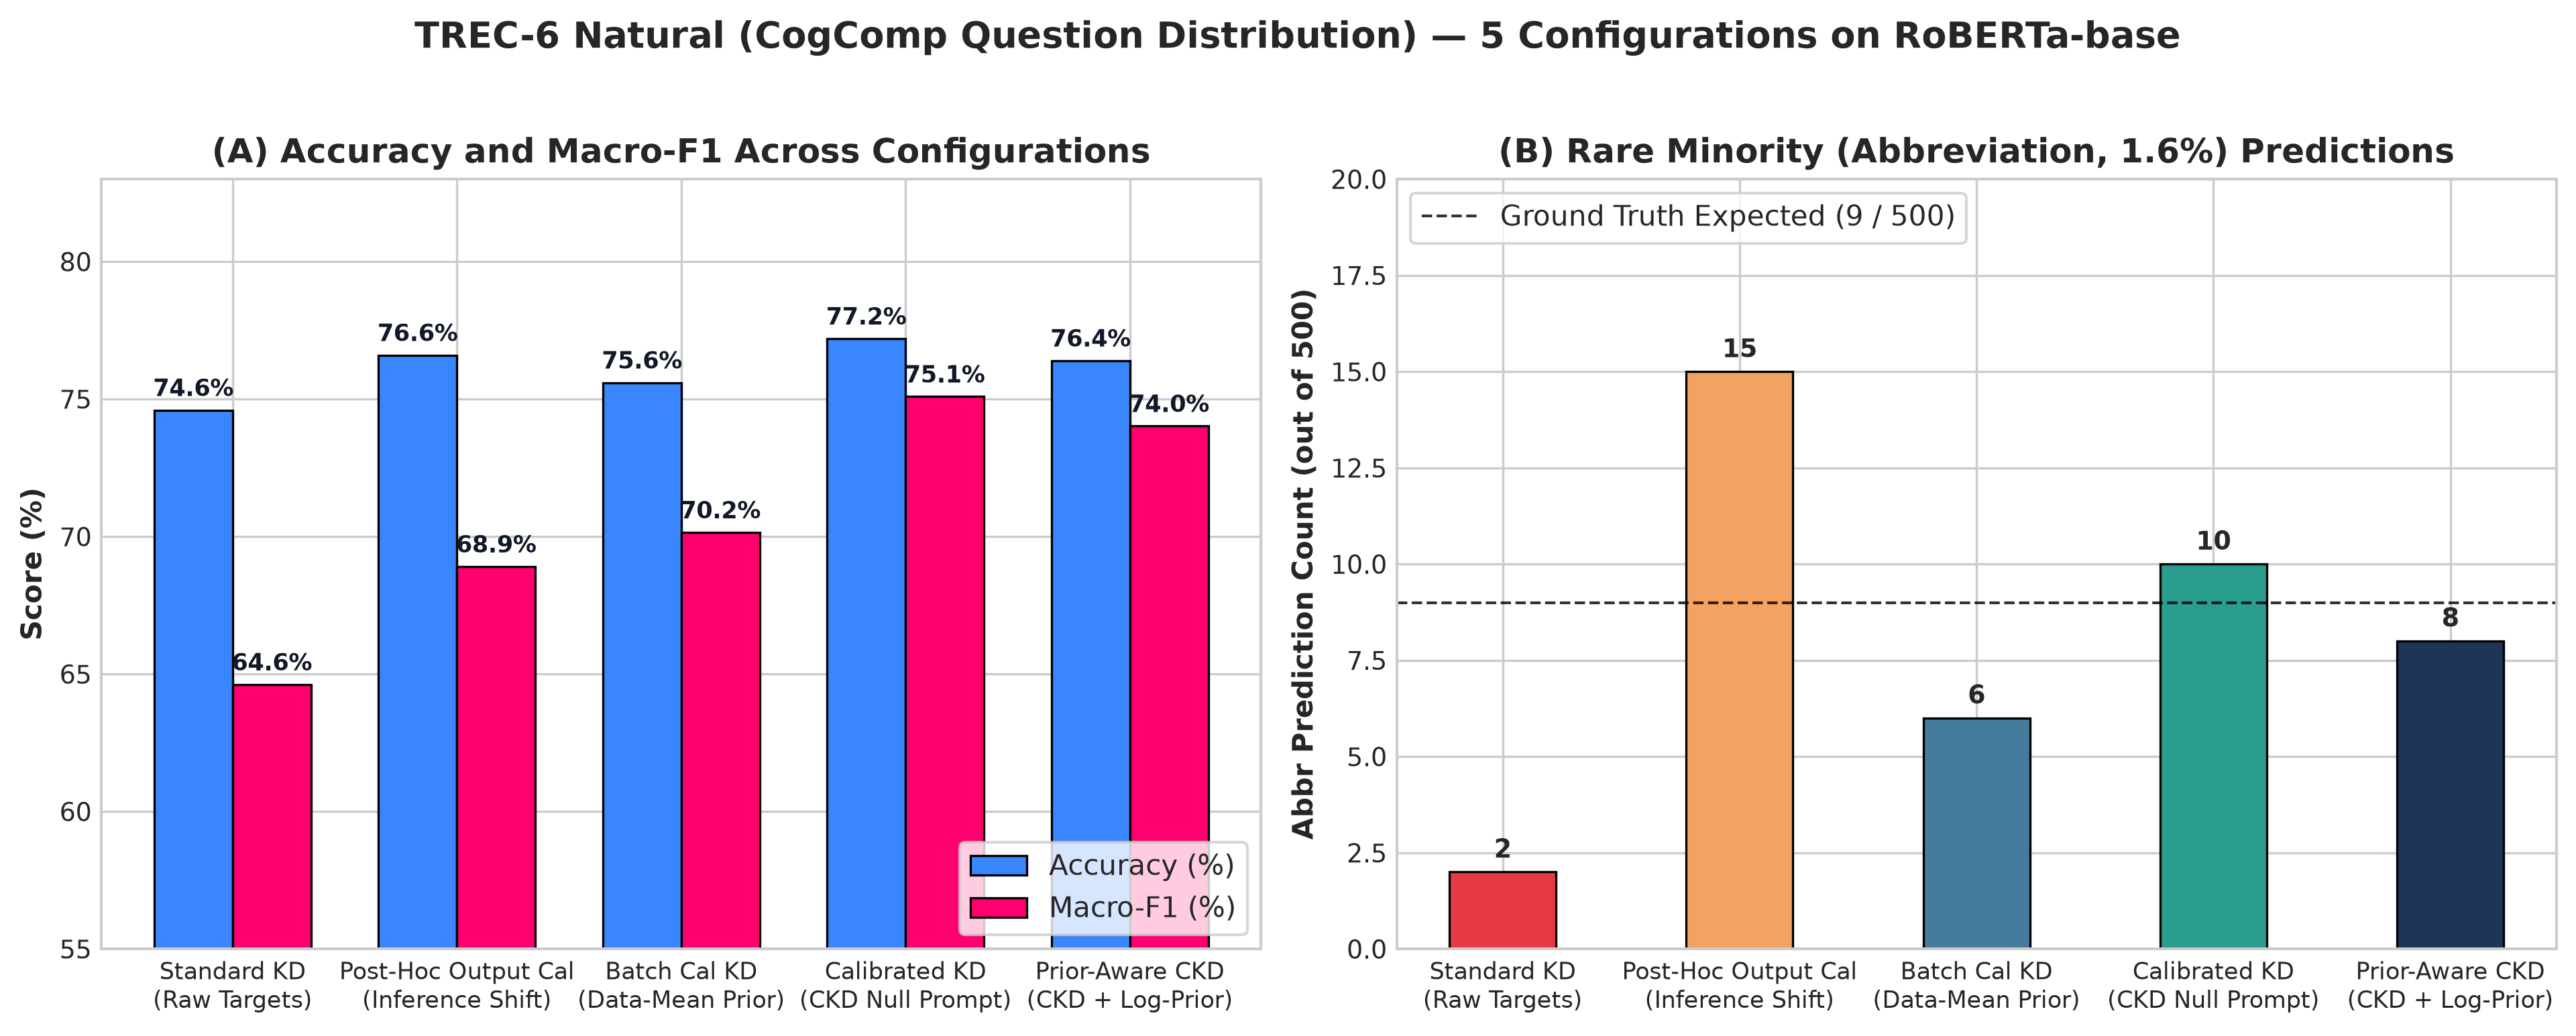 TREC-6 Natural (CogComp Question Distribution) — 5 Configurations on RoBERTa-base
(A) Accuracy and Macro-F1 Across Configurations
Score (%)
80
75
70
65
60
55
74.6%
64.6%
76.6%
68.9%
75.6%
70.2%
77.2%
75.1%
76.4%
74.0%
Accuracy (%)
Macro-F1 (%)
Standard KD
(Raw Targets)
Post-Hoc Output Cal
(Inference Shift)
Batch Cal KD
(Data-Mean Prior)
Calibrated KD
(CKD Null Prompt)
Prior-Aware CKD
(CKD + Log-Prior)
(B) Rare Minority (Abbreviation, 1.6%) Predictions
Abbr Prediction Count (out of 500)
20.0
17.5
15.0
12.5
10.0
7.5
5.0
2.5
0.0
Ground Truth Expected (9 / 500)
2
15
6
10
8
Standard KD
(Raw Targets)
Post-Hoc Output Cal
(Inference Shift)
Batch Cal KD
(Data-Mean Prior)
Calibrated KD
(CKD Null Prompt)
Prior-Aware CKD
(CKD + Log-Prior)